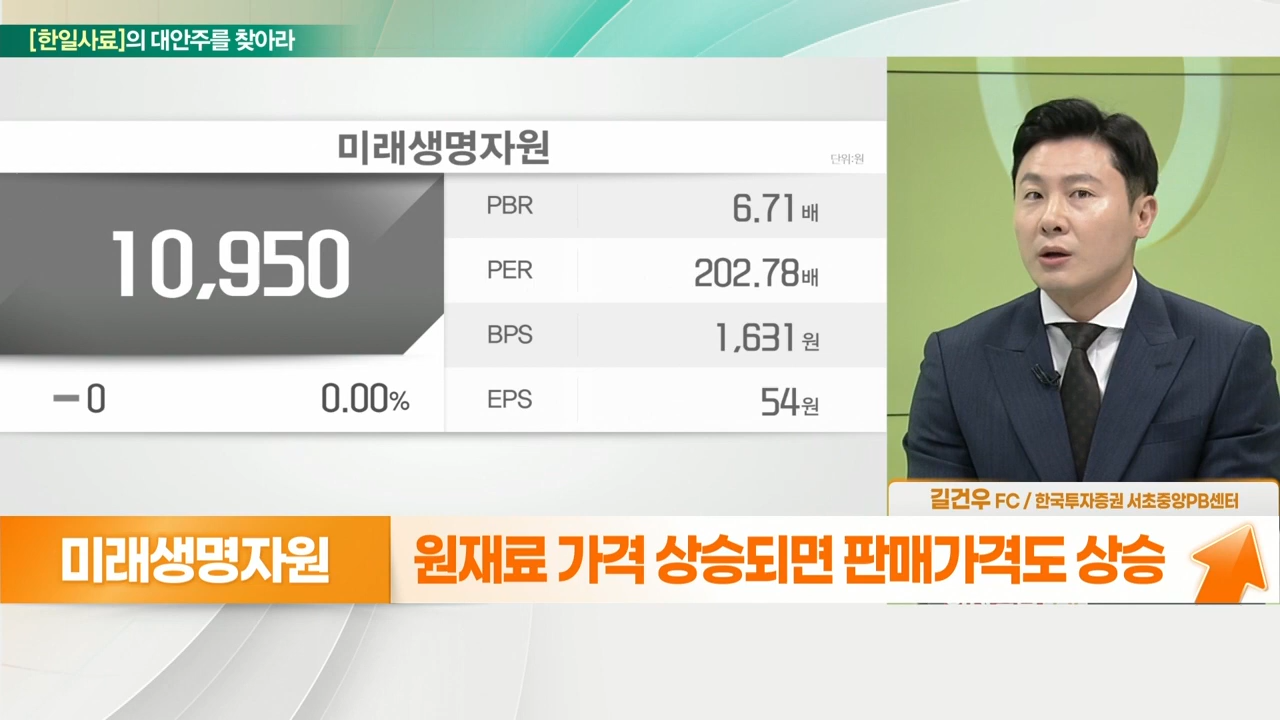 [한일사료]의 대안주를 찾아라
미래생명자원
단위:원
10,950
0 0.00%
PBR 6.71배
PER 202.78배
BPS 1,631원
EPS 54원
길건우 FC / 한국투자증권 서초중앙PB센터
미래생명자원
원재료 가격 상승되면 판매가격도 상승